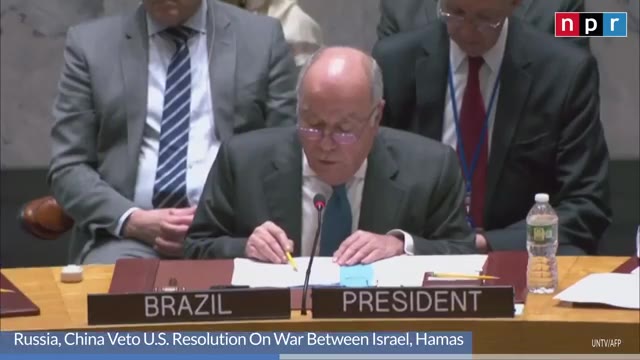 npr
BRAZIL
PRESIDENT
Russia, China Veto U.S. Resolution On War Between Israel, Hamas
UNTV/AFP